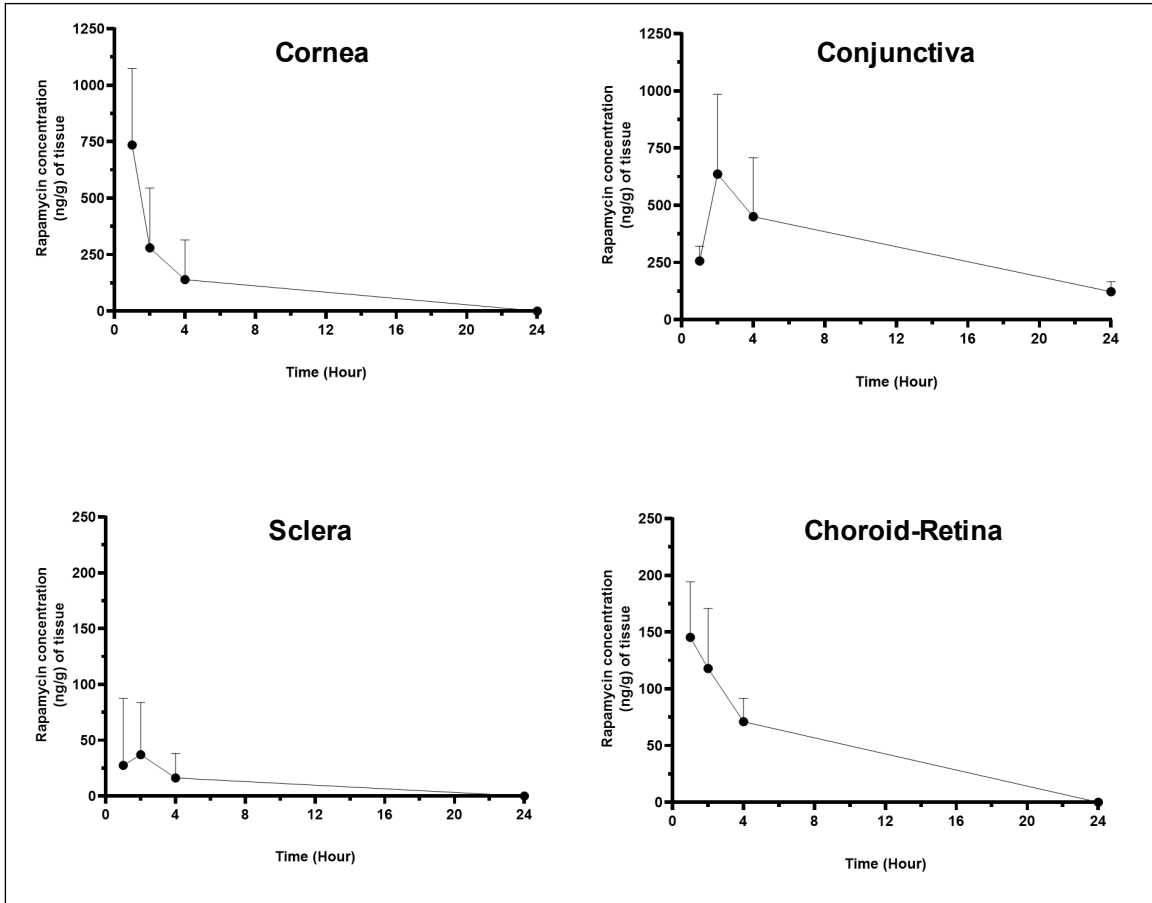 Cornea
Rapamycin concentration
(ng/g) of tissue
1250
1000
750
500
250
0
0 4 8 12 16 20 24
Time (Hour)
Conjunctiva
Rapamycin concentration
(ng/g) of tissue
1250
1000
750
500
250
0
0 4 8 12 16 20 24
Time (Hour)
Sclera
Rapamycin concentration
(ng/g) of tissue
250
200
150
100
50
0
0 4 8 12 16 20 24
Time (Hour)
Choroid-Retina
Rapamycin concentration
(ng/g) of tissue
250
200
150
100
50
0
0 4 8 12 16 20 24
Time (Hour)